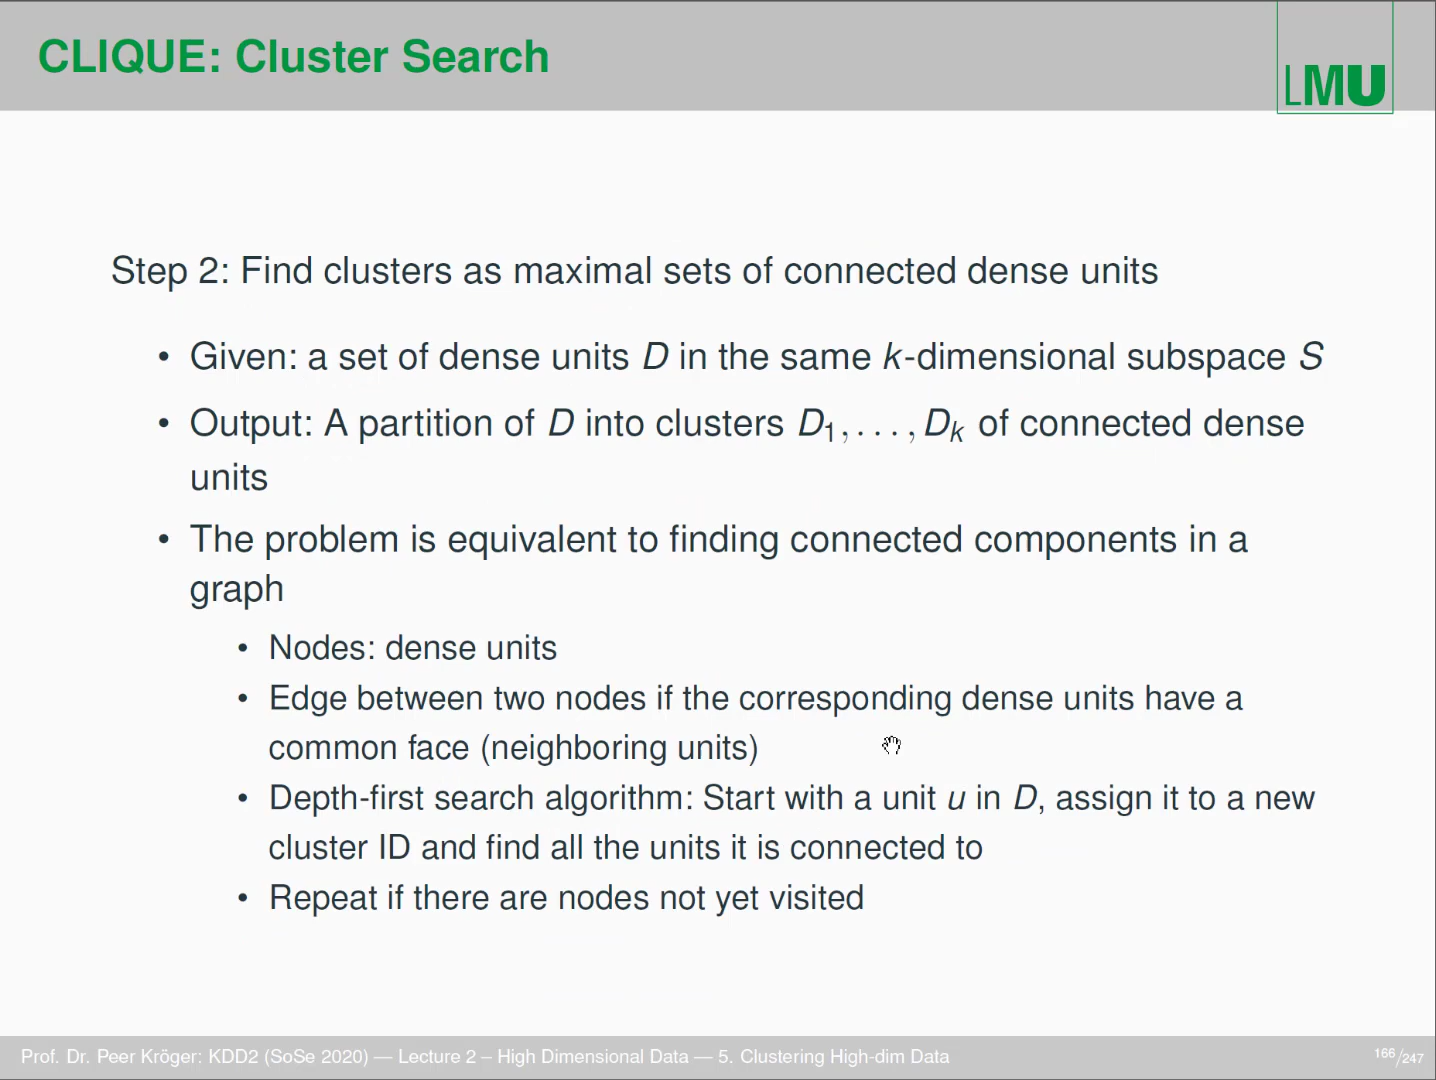 CLIQUE: Cluster Search
LMU
Step 2: Find clusters as maximal sets of connected dense units
• Given: a set of dense units D in the same k-dimensional subspace S
• Output: A partition of D into clusters D₁, . . . , Dₖ of connected dense
units
• The problem is equivalent to finding connected components in a
graph
• Nodes: dense units
• Edge between two nodes if the corresponding dense units have a
common face (neighboring units)
• Depth-first search algorithm: Start with a unit u in D, assign it to a new
cluster ID and find all the units it is connected to
• Repeat if there are nodes not yet visited
Prof. Dr. Peer Kröger: KDD2 (SoSe 2020) — Lecture 2 – High Dimensional Data — 5. Clustering High-dim Data
166/247